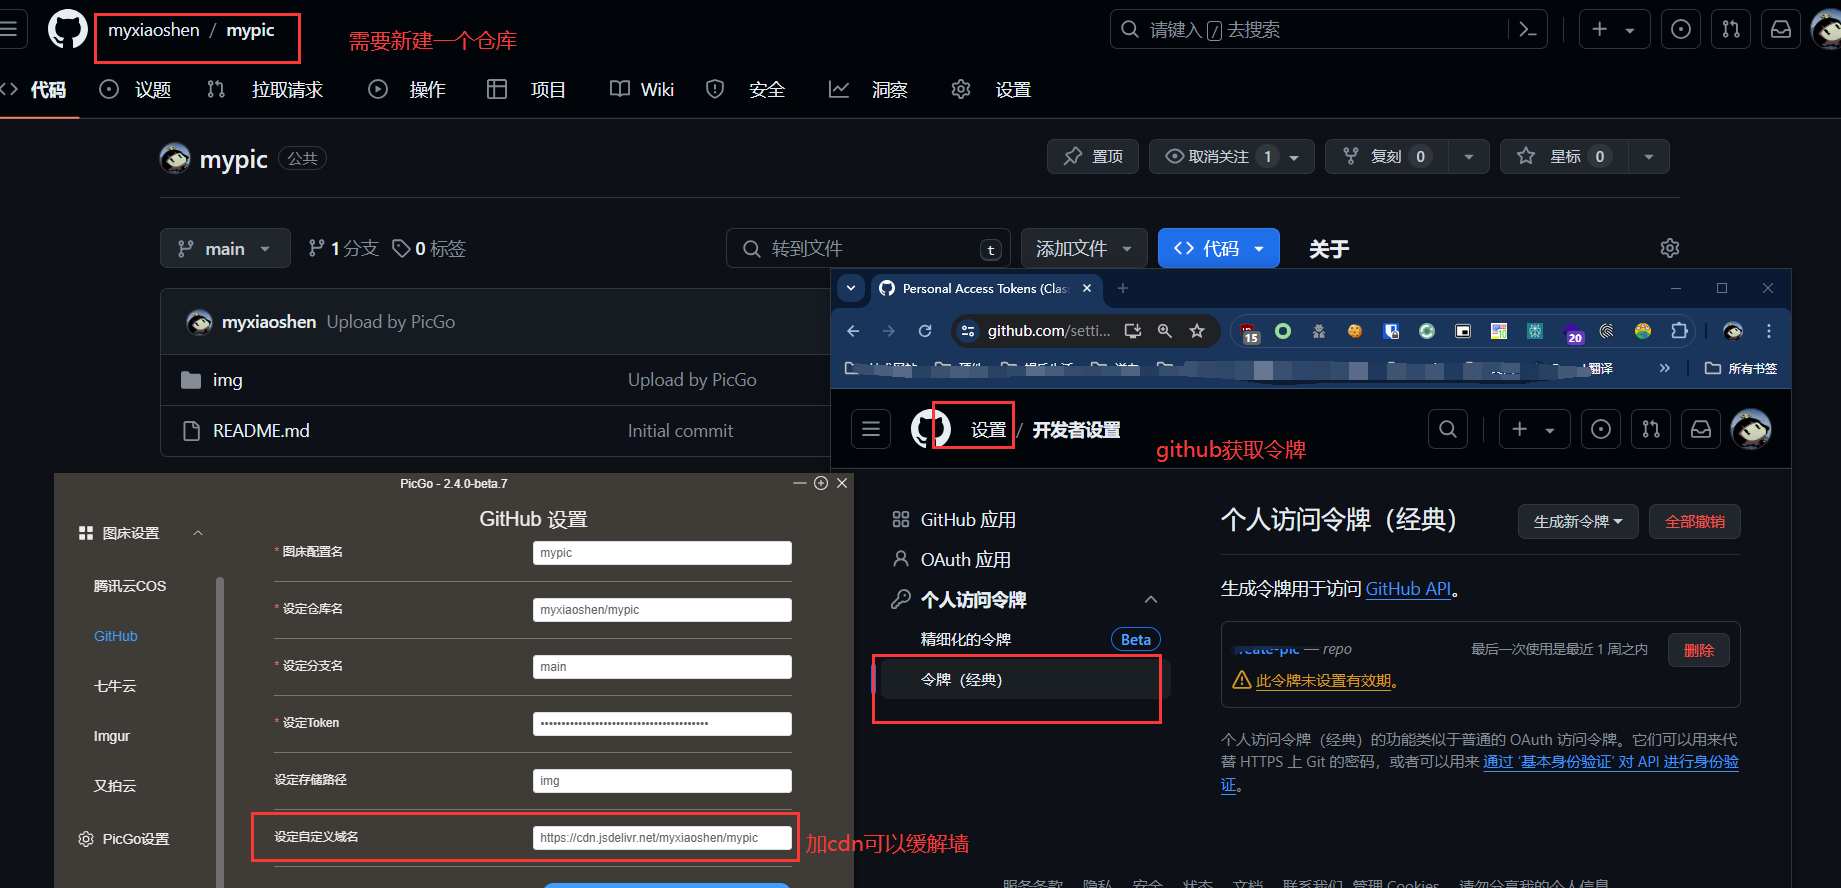 myxiaoshen / mypic
需要新建一个仓库
请键入 / 去搜索
代码
议题
拉取请求
操作
项目
Wiki
安全
洞察
设置
mypic 公共
置顶
取消关注 1
复刻 0
星标 0
main
1 分支
0 标签
转到文件 t
添加文件
代码
关于
myxiaoshen Upload by PicGo
img Upload by PicGo
README.md Initial commit
Personal Access Tokens (Clas
github.com/setti...
15
20
翻译
所有书签
设置 / 开发者设置
github获取令牌
GitHub 应用
OAuth 应用
个人访问令牌
精细化的令牌 Beta
令牌（经典）
个人访问令牌（经典）
生成新令牌
全部撤销
生成令牌用于访问 GitHub API。
— repo
最后一次使用是最近 1 周之内
删除
此令牌未设置有效期。
个人访问令牌（经典）的功能类似于普通的 OAuth 访问令牌。它们可以用来代
替 HTTPS 上 Git 的密码，或者可以用来 通过 ‘基本身份验证’ 对 API 进行身份验
证。
PicGo - 2.4.0-beta.7
图床设置
腾讯云COS
GitHub
七牛云
Imgur
又拍云
PicGo设置
GitHub 设置
* 图床配置名 mypic
* 设定仓库名 myxiaoshen/mypic
* 设定分支名 main
* 设定Token
设定存储路径 img
设定自定义域名 https://cdn.jsdelivr.net/myxiaoshen/mypic
加cdn可以缓解墙
服务条款 隐私 安全 状态 文档 联系我们 管理 Cookies 请勿分享我的个人信息